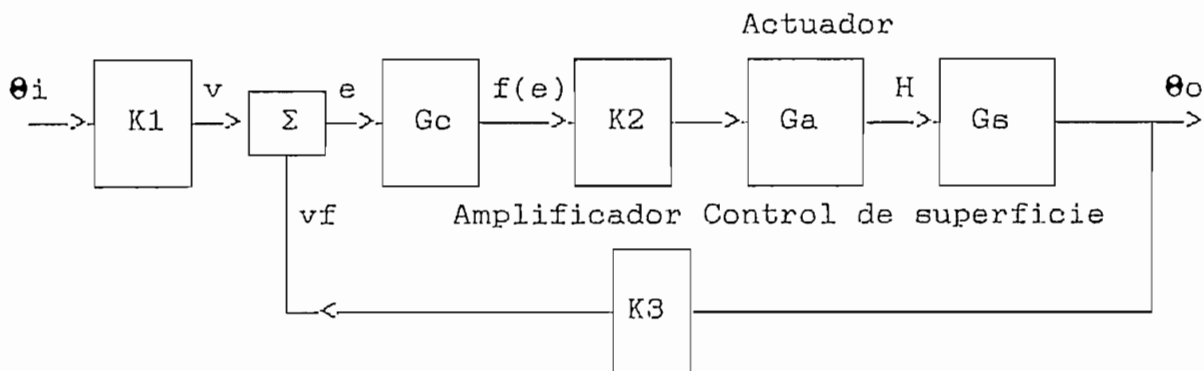 Actuador
θi v e f(e) H θo
K1 Σ Gc K2 Ga Gs
vf Amplificador Control de superficie
K3